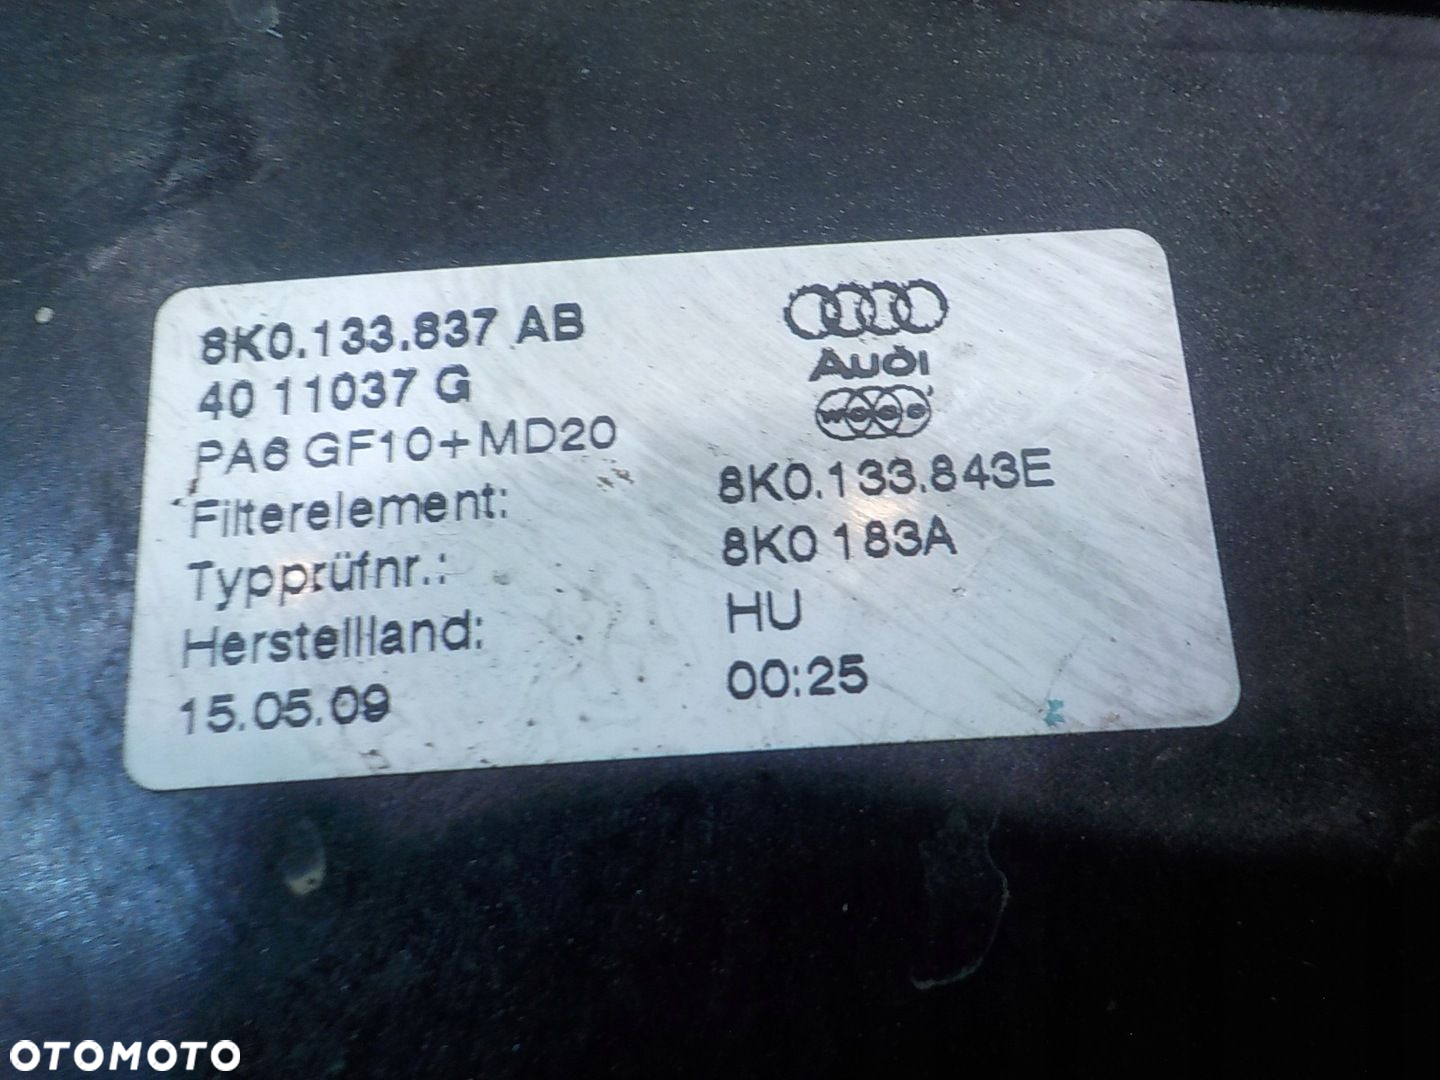 8K0.133.837 AB
40 11037 G
PA6 GF10+MD20
Filterelement: 8K0.133.843E
Typprüfnr.: 8K0 183A
Herstellland: HU
15.05.09 00:25
Audi
OTOMOTO